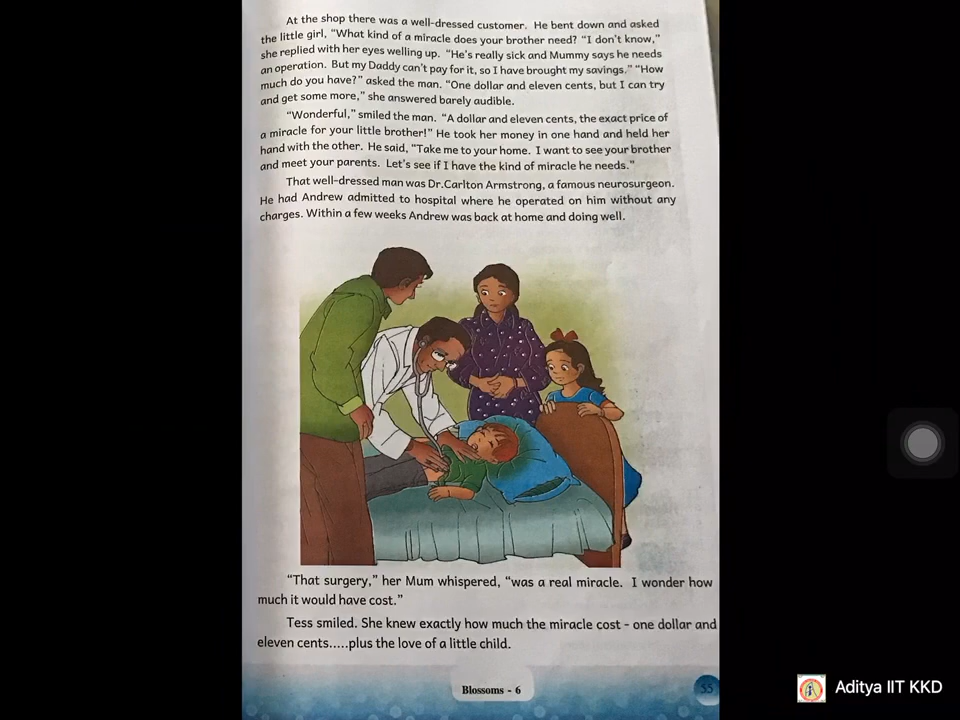 At the shop there was a well-dressed customer. He bent down and asked
the little girl, “What kind of a miracle does your brother need? “I don’t know,”
she replied with her eyes welling up. “He’s really sick and Mummy says he needs
an operation. But my Daddy can’t pay for it, so I have brought my savings.” “How
much do you have?” asked the man. “One dollar and eleven cents, but I can try
and get some more,” she answered barely audible.
“Wonderful,” smiled the man. “A dollar and eleven cents, the exact price of
a miracle for your little brother!” He took her money in one hand and held her
hand with the other. He said, “Take me to your home. I want to see your brother
and meet your parents. Let’s see if I have the kind of miracle he needs.”
That well-dressed man was Dr.Carlton Armstrong, a famous neurosurgeon.
He had Andrew admitted to hospital where he operated on him without any
charges. Within a few weeks Andrew was back at home and doing well.
“That surgery,” her Mum whispered, “was a real miracle. I wonder how
much it would have cost.”
Tess smiled. She knew exactly how much the miracle cost - one dollar and
eleven cents.....plus the love of a little child.
Blossoms - 6
55
Aditya IIT KKD